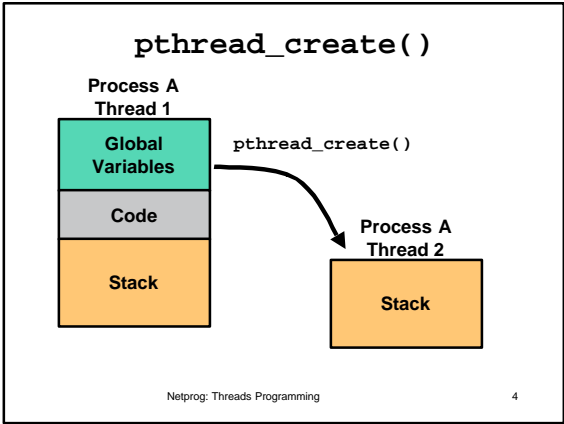 pthread_create()
Process A
Thread 1
Global
Variables
Code
Stack
pthread_create()
Process A
Thread 2
Stack
Netprog: Threads Programming
4